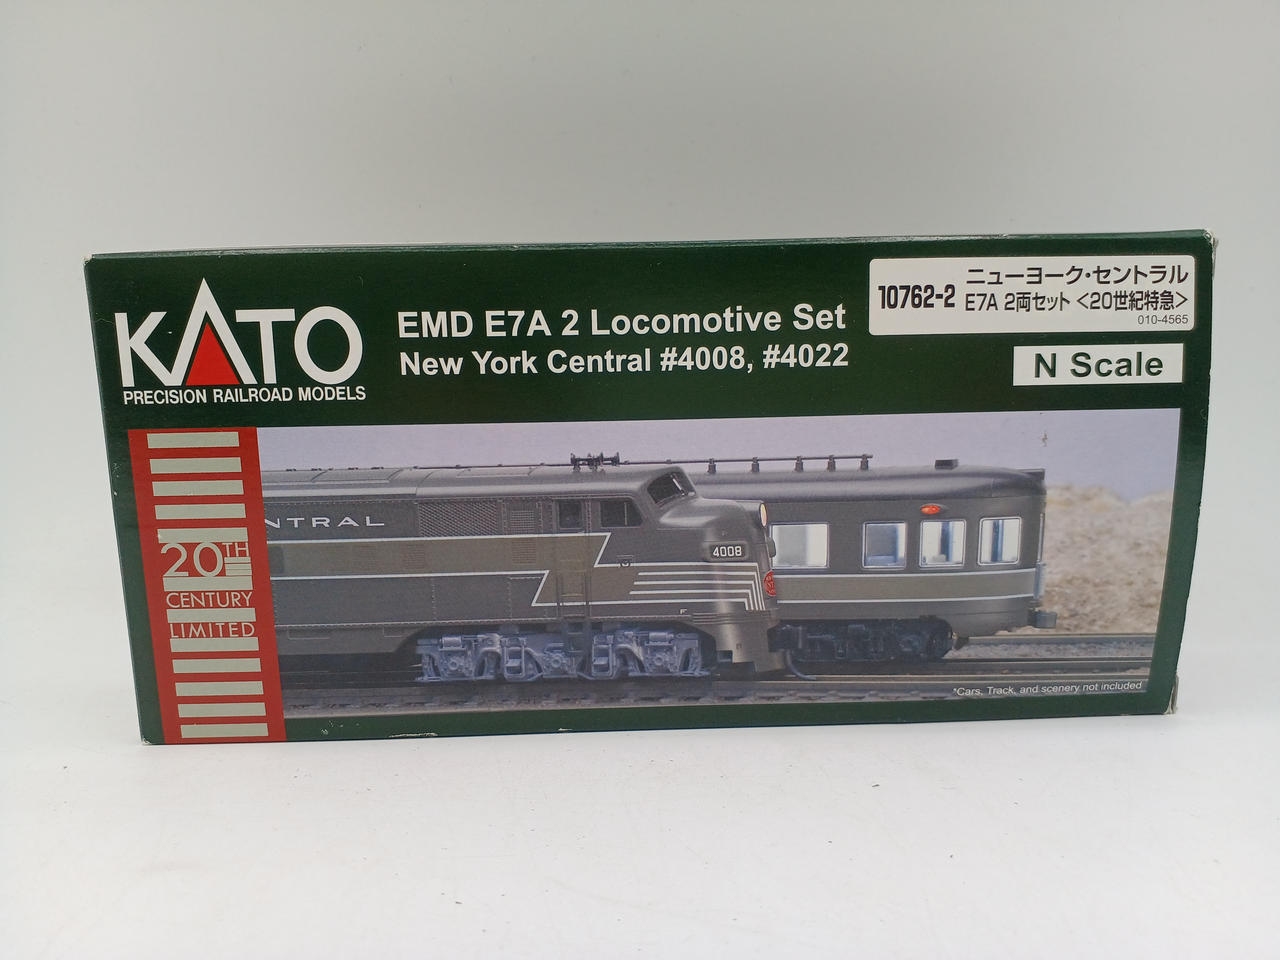 KATO
PRECISION RAILROAD MODELS
EMD E7A 2 Locomotive Set
New York Central #4008, #4022
10762-2
ニューヨーク・セントラル
E7A 2両セット <20世紀特急>
010-4565
N Scale
20TH
CENTURY
LIMITED
NTRAL
4008
F
*Cars, Track, and scenery not included